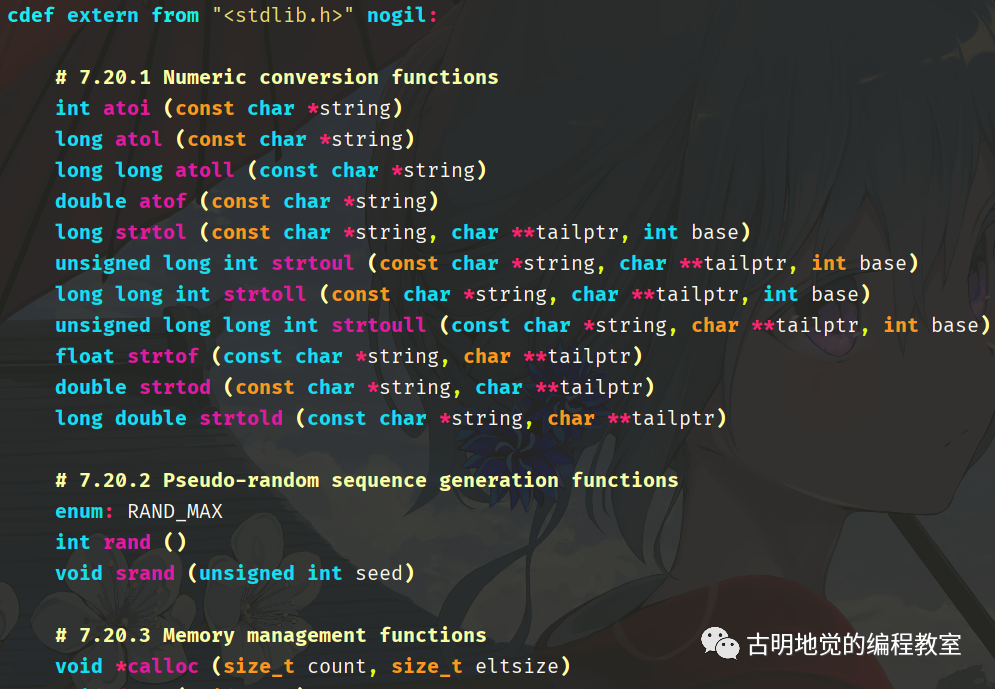 cdef extern from "<stdlib.h>" nogil:
# 7.20.1 Numeric conversion functions
int atoi (const char *string)
long atol (const char *string)
long long atoll (const char *string)
double atof (const char *string)
long strtol (const char *string, char **tailptr, int base)
unsigned long int strtoul (const char *string, char **tailptr, int base)
long long int strtoll (const char *string, char **tailptr, int base)
unsigned long long int strtoull (const char *string, char **tailptr, int base)
float strtof (const char *string, char **tailptr)
double strtod (const char *string, char **tailptr)
long double strtold (const char *string, char **tailptr)
# 7.20.2 Pseudo-random sequence generation functions
enum: RAND_MAX
int rand ()
void srand (unsigned int seed)
# 7.20.3 Memory management functions
void *calloc (size_t count, size_t eltsize)
古明地觉的编程教室